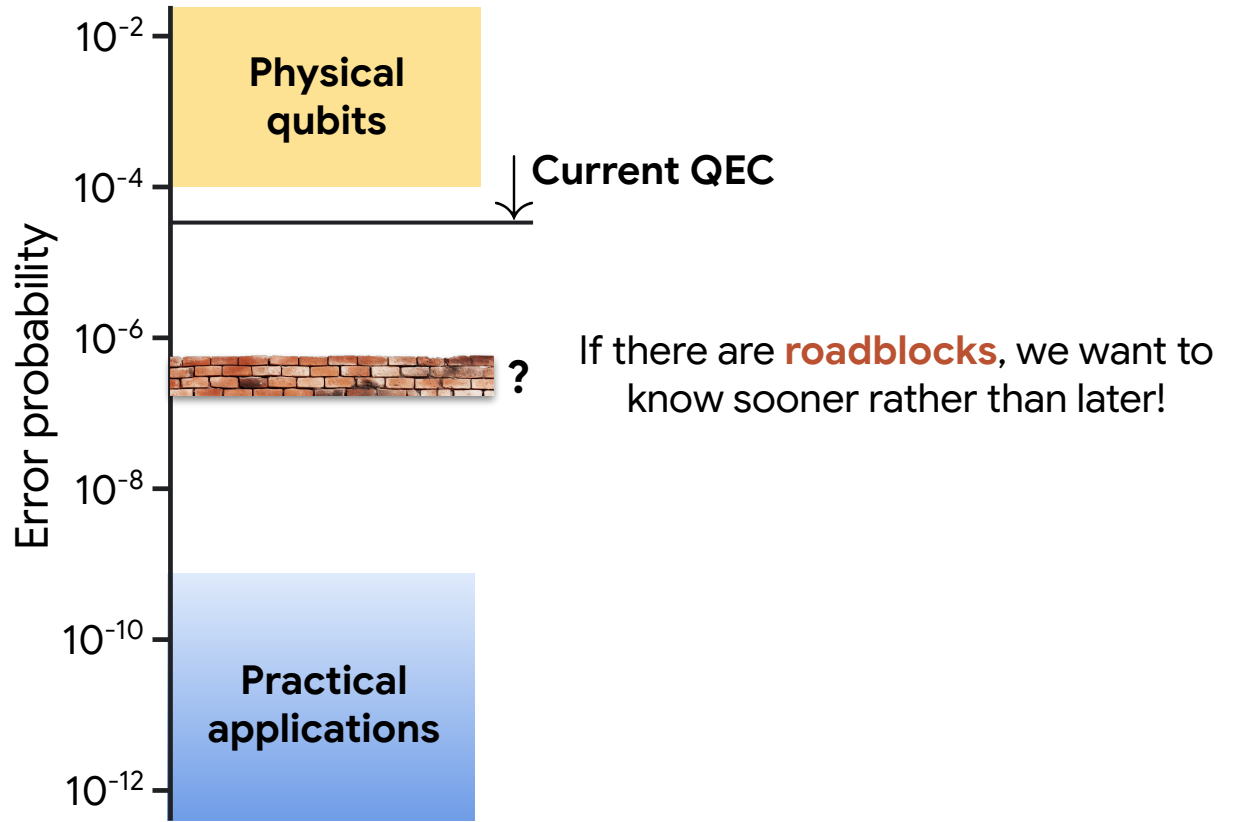 10⁻²
Physical
qubits
Current QEC
10⁻⁴
Error probability
10⁻⁶
?
If there are roadblocks, we want to
know sooner rather than later!
10⁻⁸
10⁻¹⁰
Practical
applications
10⁻¹²